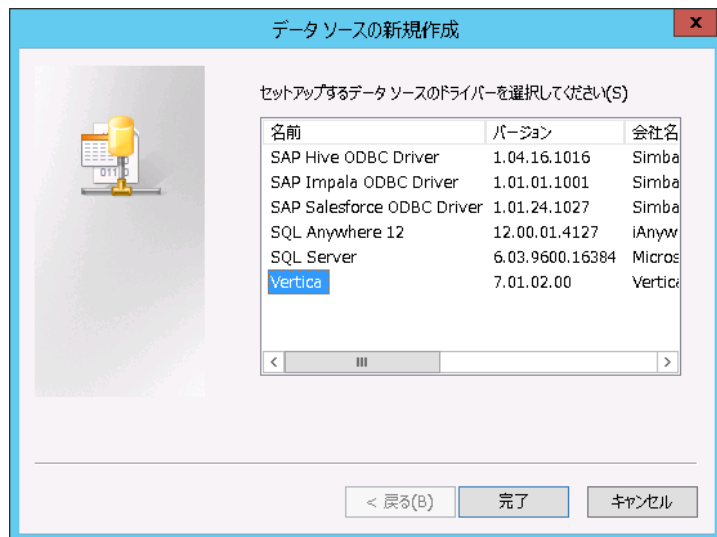 データ ソースの新規作成
x
セットアップするデータ ソースのドライバーを選択してください(S)
名前 バージョン 会社名
SAP Hive ODBC Driver 1.04.16.1016 Simba
SAP Impala ODBC Driver 1.01.01.1001 Simba
SAP Salesforce ODBC Driver 1.01.24.1027 Simba
SQL Anywhere 12 12.00.01.4127 iAnyw
SQL Server 6.03.9600.16384 Micros
Vertica 7.01.02.00 Vertica
< 戻る(B) 完了 キャンセル